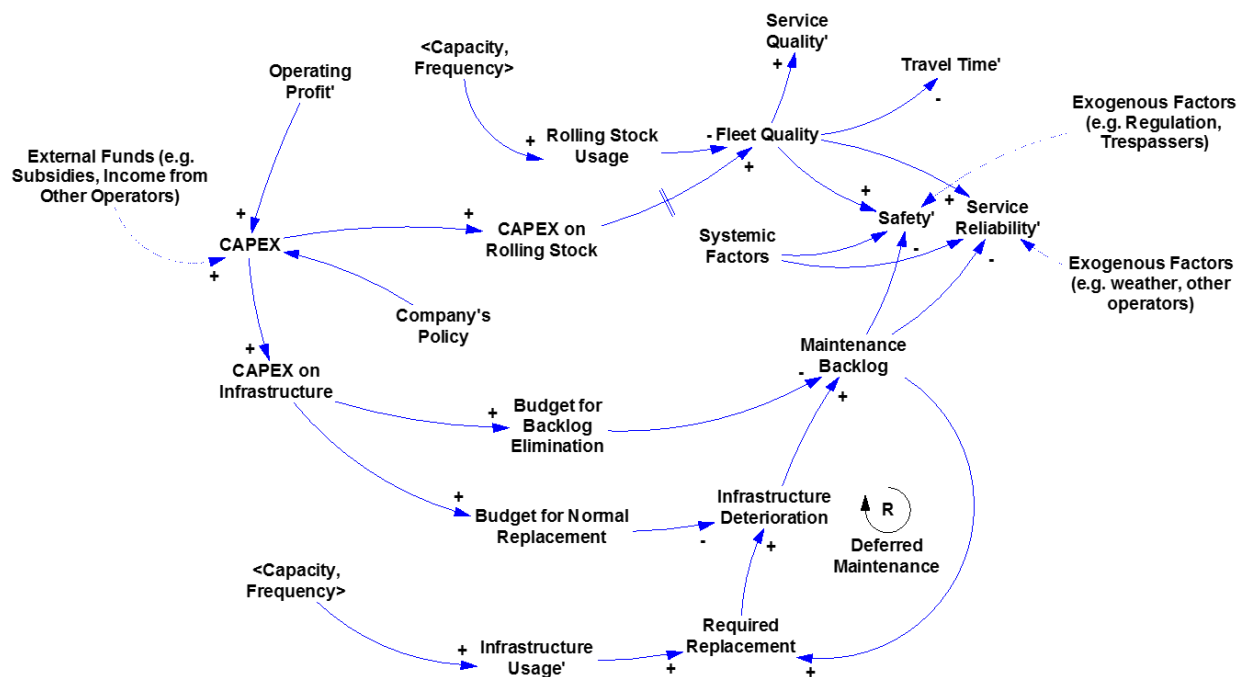 Service
Quality'
<Capacity,
Frequency>
Operating
Profit'
Travel Time'
+
-
Exogenous Factors
(e.g. Regulation,
Trespassers)
+
Rolling Stock
Usage
-
Fleet Quality
+
External Funds (e.g.
Subsidies, Income from
Other Operators)
+
CAPEX
+
+
CAPEX on
Rolling Stock
+
Safety'
-
+
Service
Reliability'
-
Systemic
Factors
Exogenous Factors
(e.g. weather, other
operators)
Company's
Policy
+
CAPEX on
Infrastructure
Maintenance
Backlog
-
+
+
Budget for
Backlog
Elimination
+
Budget for Normal
Replacement
-
Infrastructure
Deterioration
+
R
Deferred
Maintenance
<Capacity,
Frequency>
+
Infrastructure
Usage'
+
Required
Replacement
+